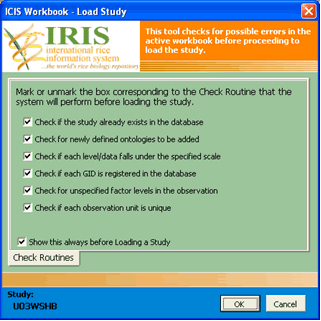 ICIS Workbook - Load Study
IRIS
international rice
information system
...the world's rice biology repository
This tool checks for possible errors in the
active workbook before proceeding to
load the study.
Mark or unmark the box corresponding to the Check Routine that the
system will perform before loading the study.
Check if the study already exists in the database
Check for newly defined ontologies to be added
Check if each level/data falls under the specified scale
Check if each GID is registered in the database
Check for unspecified factor levels in the observation
Check if each observation unit is unique
Show this always before Loading a Study
Check Routines
Study:
U03WSHB
OK
Cancel